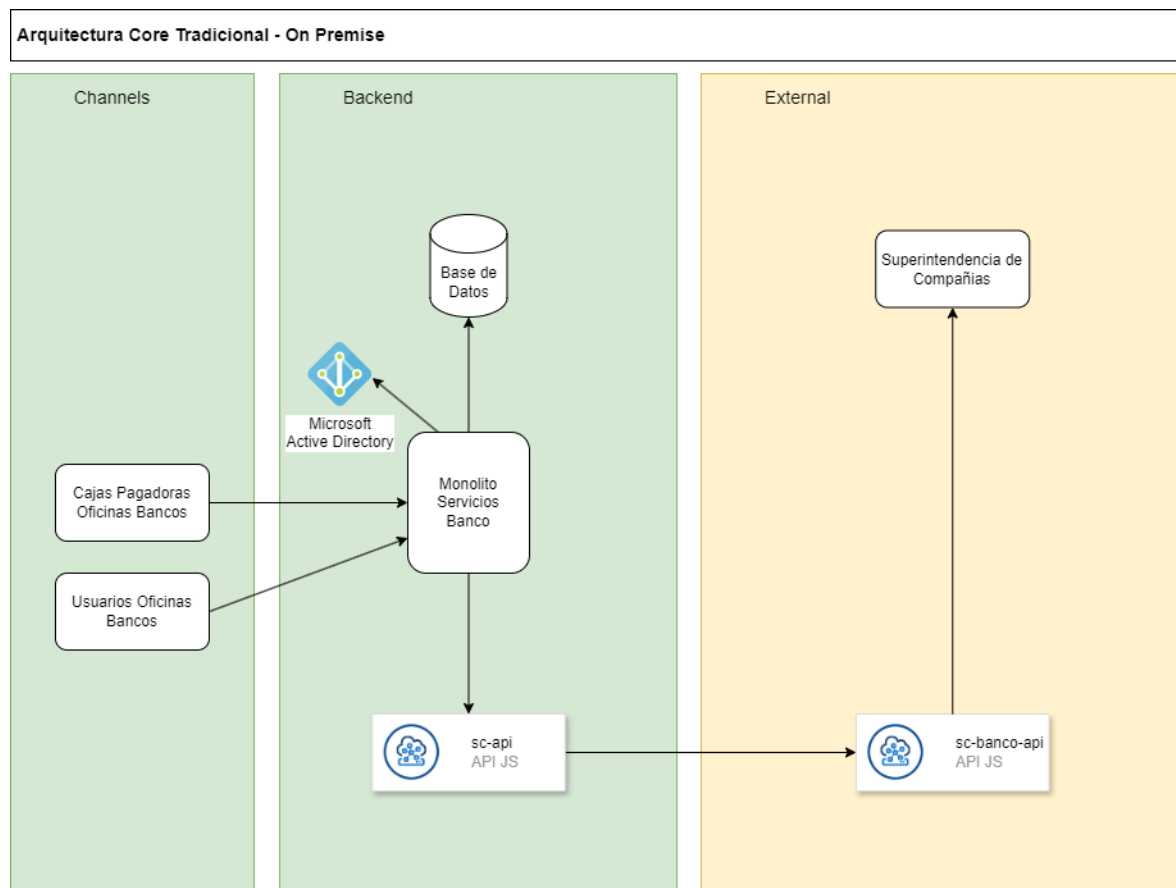 Arquitectura Core Tradicional - On Premise
Channels
Backend
External
Base de
Datos
Superintendencia de
Compañias
Microsoft
Active Directory
Monolito
Servicios
Banco
Cajas Pagadoras
Oficinas Bancos
Usuarios Oficinas
Bancos
sc-api
API JS
sc-banco-api
API JS